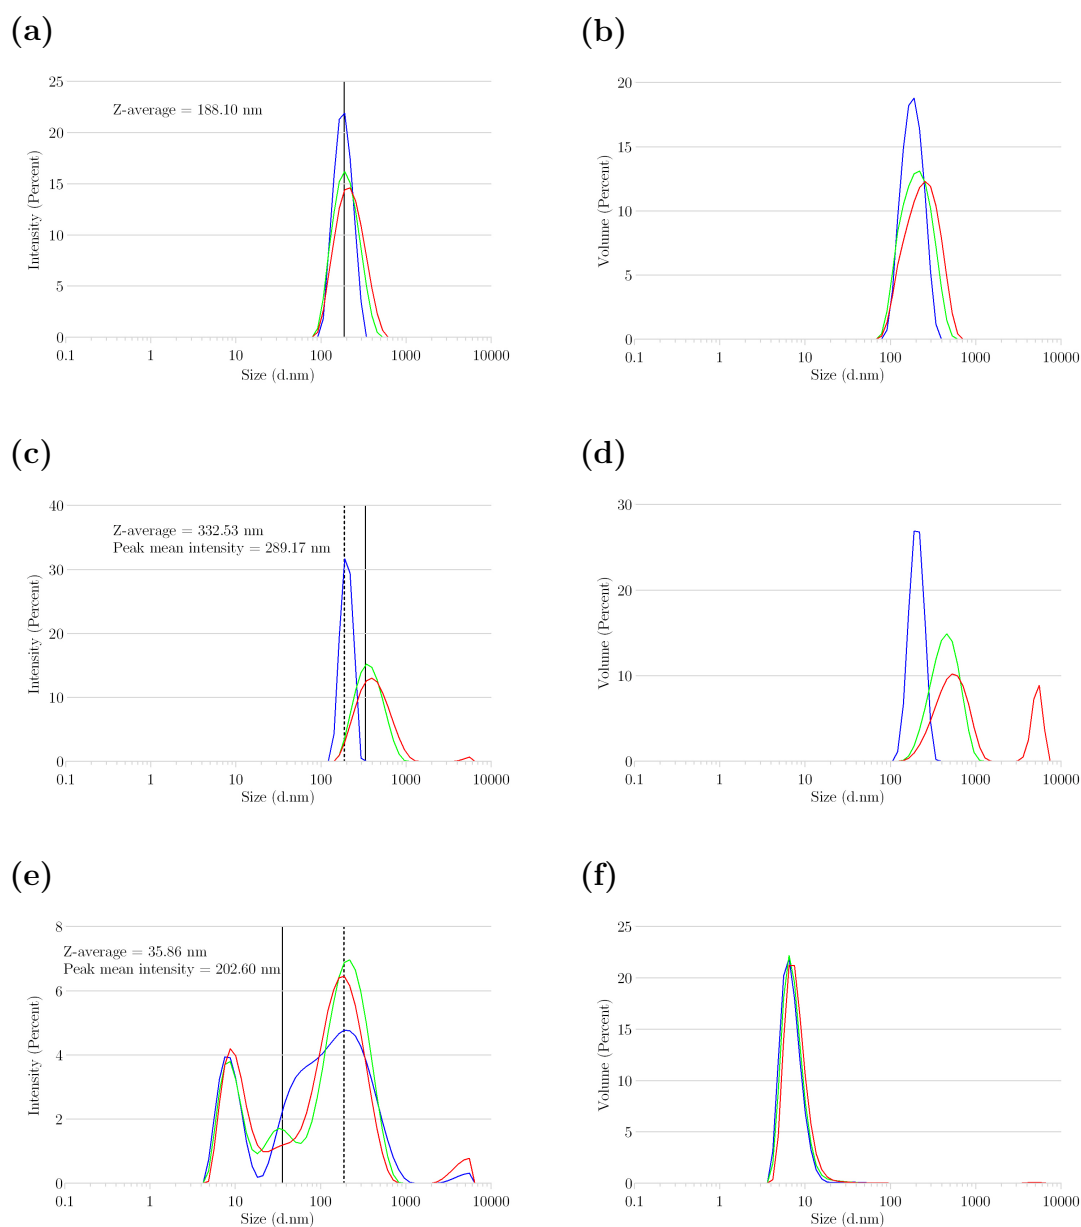 (a)
(b)
25
20
15
10
5
0
Intensity (Percent)
Z-average = 188.10 nm
0.1 1 10 100 1000 10000
Size (d.nm)
20
15
10
5
0
Volume (Percent)
0.1 1 10 100 1000 10000
Size (d.nm)
(c)
(d)
40
30
20
10
0
Intensity (Percent)
Z-average = 332.53 nm
Peak mean intensity = 289.17 nm
0.1 1 10 100 1000 10000
Size (d.nm)
30
20
10
0
Volume (Percent)
0.1 1 10 100 1000 10000
Size (d.nm)
(e)
(f)
8
6
4
2
0
Intensity (Percent)
Z-average = 35.86 nm
Peak mean intensity = 202.60 nm
0.1 1 10 100 1000 10000
Size (d.nm)
25
20
15
10
5
0
Volume (Percent)
0.1 1 10 100 1000 10000
Size (d.nm)